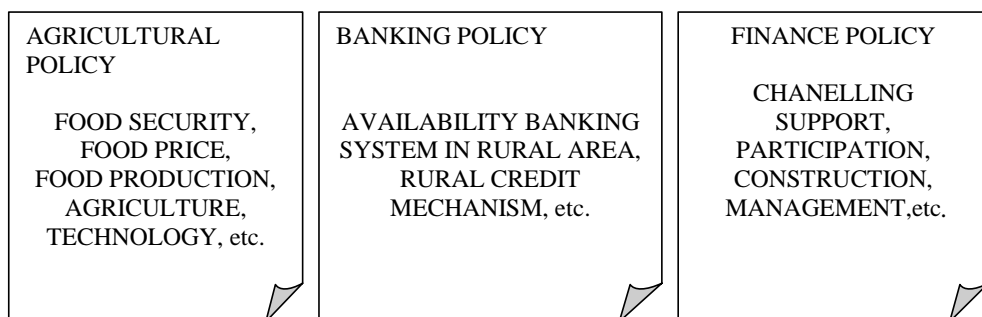 AGRICULTURAL
POLICY
FOOD SECURITY,
FOOD PRICE,
FOOD PRODUCTION,
AGRICULTURE,
TECHNOLOGY, etc.
BANKING POLICY
AVAILABILITY BANKING
SYSTEM IN RURAL AREA,
RURAL CREDIT
MECHANISM, etc.
FINANCE POLICY
CHANELLING
SUPPORT,
PARTICIPATION,
CONSTRUCTION,
MANAGEMENT,etc.